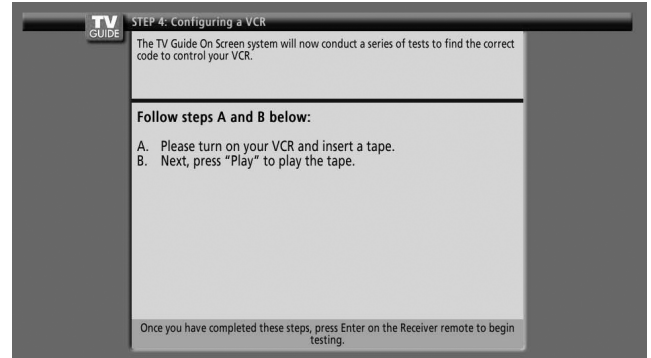 TV
GUIDE
STEP 4: Configuring a VCR
The TV Guide On Screen system will now conduct a series of tests to find the correct
code to control your VCR.
Follow steps A and B below:
A. Please turn on your VCR and insert a tape.
B. Next, press “Play” to play the tape.
Once you have completed these steps, press Enter on the Receiver remote to begin
testing.